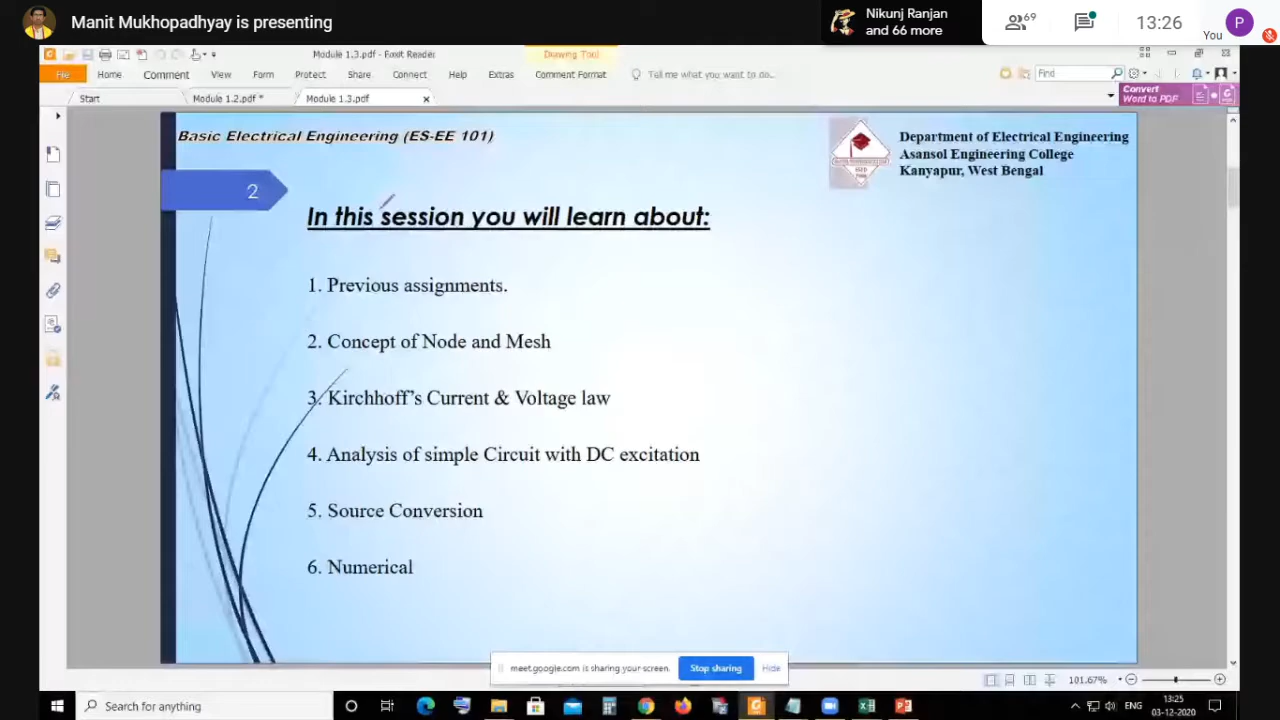 Manit Mukhopadhyay is presenting
Nikunj Ranjan
and 66 more
69
13:26
You
P
Module 1.3.pdf - Foxit Reader
Drawing Tool
File
Home
Comment
View
Form
Protect
Share
Connect
Help
Extras
Comment Format
Tell me what you want to do...
Find
Start
Module 1.2.pdf *
Module 1.3.pdf
Convert
Word to PDF
Basic Electrical Engineering (ES-EE 101)
Department of Electrical Engineering
Asansol Engineering College
Kanyapur, West Bengal
2
In this session you will learn about:
1. Previous assignments.
2. Concept of Node and Mesh
3. Kirchhoff's Current & Voltage law
4. Analysis of simple Circuit with DC excitation
5. Source Conversion
6. Numerical
meet.google.com is sharing your screen.
Stop sharing
Hide
101.67%
Search for anything
ENG
13:25
03-12-2020